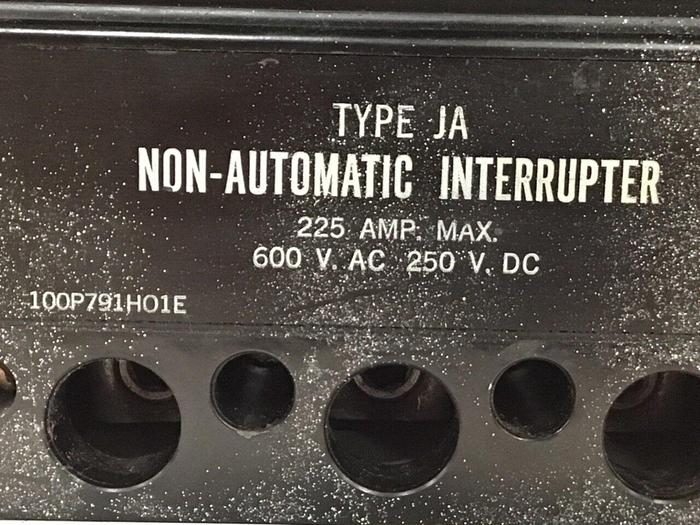 TYPE JA
NON-AUTOMATIC INTERRUPTER
225 AMP. MAX.
600 V. AC 250 V. DC
100P791H01E